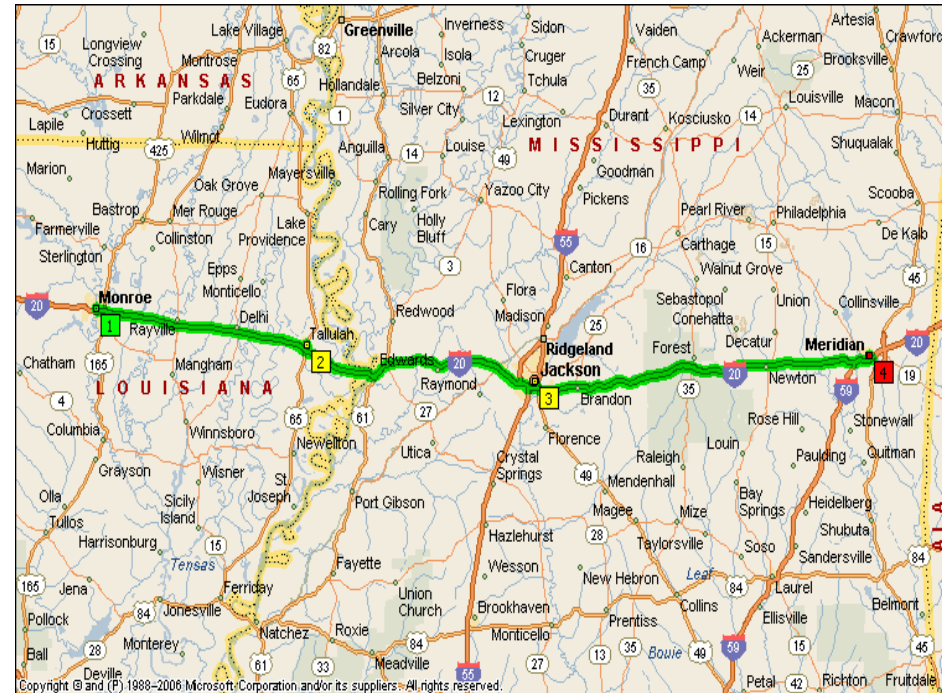 Greenville
Inverness
Sidon
Vaiden
Artesia
Ackerman
Crawford
15
Longview Crossing
Lake Village
Montrose
82
Arcola
Isola
Cruger
French Camp
Weir
Brooksville
65
Hollandale
Belzoni
Tchula
25
ARKANSAS
Parkdale
Eudora
Silver City
12
35
Louisville
Macon
Crossett
1
Lexington
Durant
Kosciusko
14
Lapile
Huttig
Wilmot
Anguilla
14
Louise
49
MISSISSIPPI
Shuqualak
425
Marion
Mayersville
Goodman
Oak Grove
Rolling Fork
Yazoo City
Pickens
Scooba
Bastrop
Mer Rouge
Lake Providence
Cary
Holly Bluff
Pearl River
Philadelphia
Farmerville
Collinston
55
16
Carthage
15
De Kalb
Sterlington
Epps
3
Canton
Walnut Grove
45
Monticello
Flora
Sebastopol
Union
Collinsville
20
Monroe
Redwood
Madison
25
Conehatta
1
Rayville
Delhi
Tallulah
Ridgeland
Decatur
Meridian
20
Chatham
165
Mangham
2
Edwards
20
Jackson
Forest
4
19
LOUISIANA
Raymond
3
Brandon
35
20
Newton
59
4
61
27
Rose Hill
Stonewall
Columbia
Winnsboro
65
Newellton
Florence
Louin
Utica
Crystal Springs
Raleigh
Paulding
Quitman
Grayson
Wisner
St. Joseph
49
Mendenhall
Olla
Sicily Island
Port Gibson
Bay Springs
Heidelberg
Tullos
Magee
Mize
Shubuta
ALA
Harrisonburg
15
Hazlehurst
28
Taylorsville
Soso
Sandersville
84
Tensas
Fayette
Wesson
165
Jena
Ferriday
New Hebron
Leaf
84
Laurel
Union Church
84
Jonesville
Brookhaven
Collins
Belmont
Pollock
Natchez
Roxie
84
Monticello
Prentiss
Ellisville
28
Monterey
Ball
Meadville
13
35
Bouie
49
59
15
45
Deville
61
33
55
27
Petal
42
Richton
Fruitdale
Copyright © and (P) 1988–2006 Microsoft Corporation and/or its suppliers. All rights reserved.